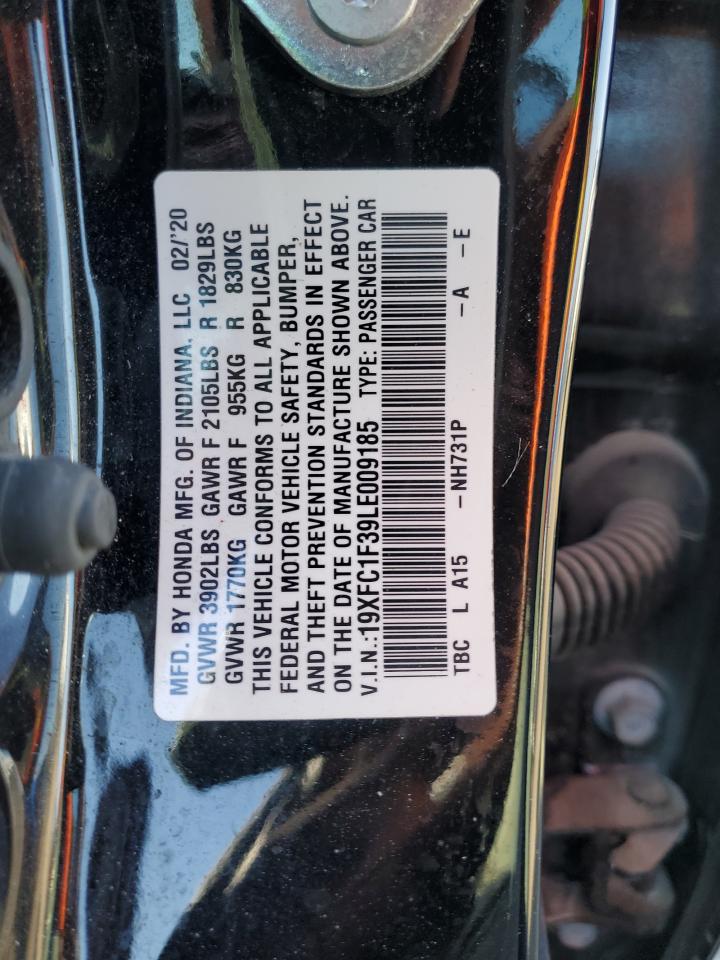 MFD. BY HONDA MFG. OF INDIANA, LLC 02/'20
GVWR 3902LBS GAWR F 2105LBS R 1829LBS
GVWR 1770KG GAWR F 955KG R 830KG
THIS VEHICLE CONFORMS TO ALL APPLICABLE
FEDERAL MOTOR VEHICLE SAFETY, BUMPER,
AND THEFT PREVENTION STANDARDS IN EFFECT
ON THE DATE OF MANUFACTURE SHOWN ABOVE.
V.I.N.:19XFC1F39LE009185 TYPE: PASSENGER CAR
TBC L A15 -NH731P -A -E